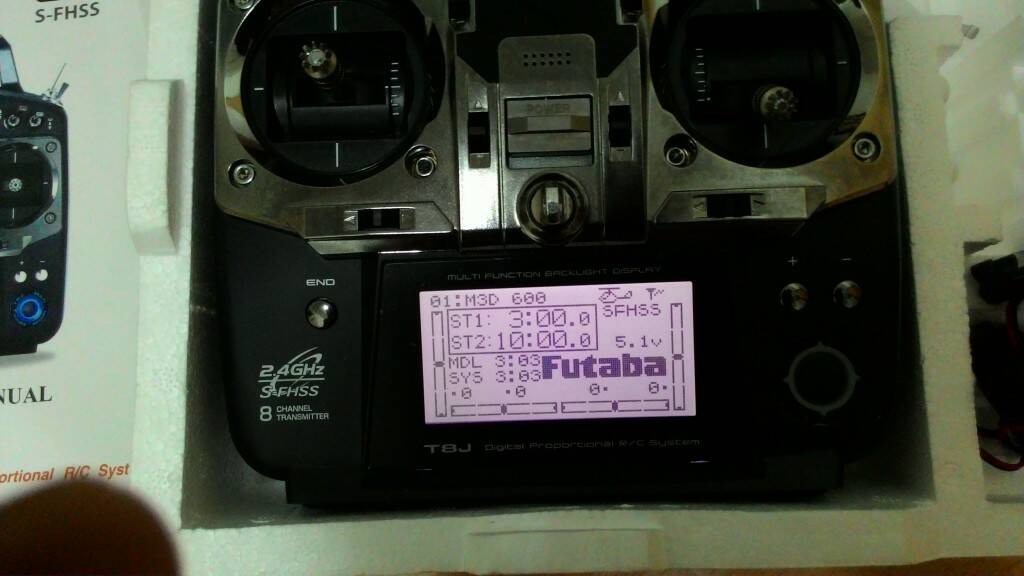 S-FHSS
NUAL
ortional R/C Syst
POWER
END
+ −
MULTI FUNCTION BACKLIGHT DISPLAY
01:M3D 600
SFHSS
ST1: 3:00.0
ST2:10:00.0
5.1v
MDL 3:03
SYS 3:03
Futaba
0 0 0 0
2.4GHz
S-FHSS
8 CHANNEL
TRANSMITTER
T8J Digital Proportional R/C System